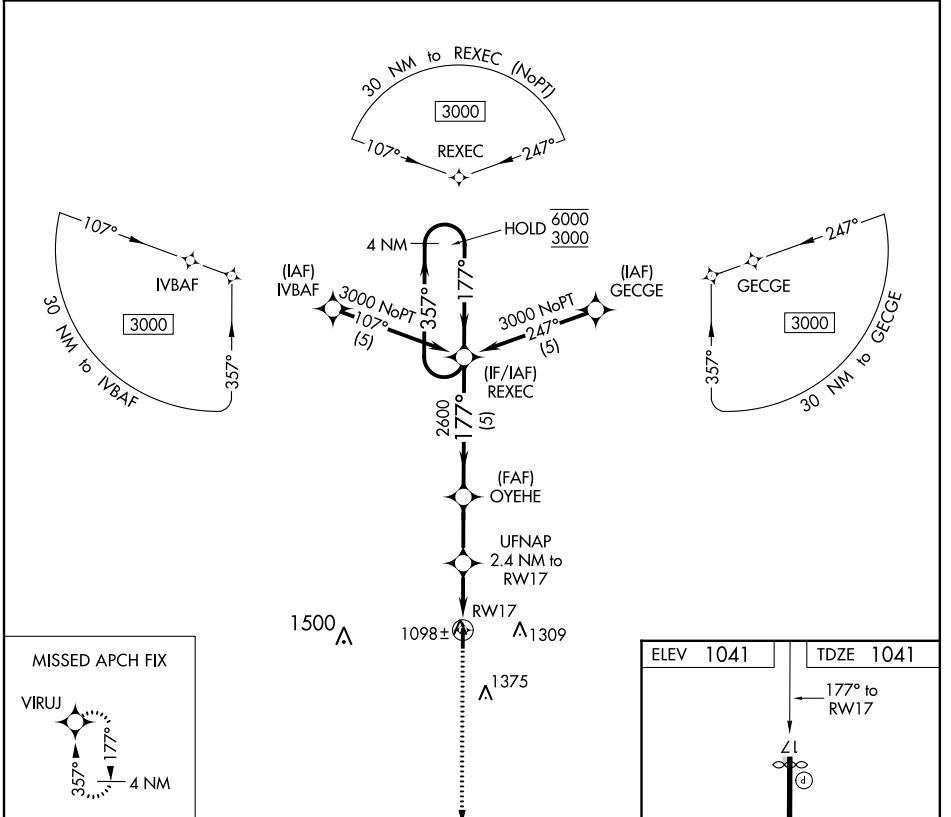 30 NM to REXEC (NoPT)
3000
107°
247°
REXEC
107°
IVBAF
3000
357°
30 NM to IVBAF
247°
GECGE
3000
357°
30 NM to GECGE
4 NM
HOLD 6000
3000
(IAF)
IVBAF
3000 NoPT
107°
(5)
357°
177°
(IAF)
GECGE
3000 NoPT
247°
(5)
(IF/IAF)
REXEC
2600
177°
(5)
(FAF)
OYEHE
UFNAP
2.4 NM to
RW17
RW17
1500
1098±
1309
1375
MISSED APCH FIX
VIRUJ
177°
357°
4 NM
ELEV 1041
TDZE 1041
177° to
RW17
17
P